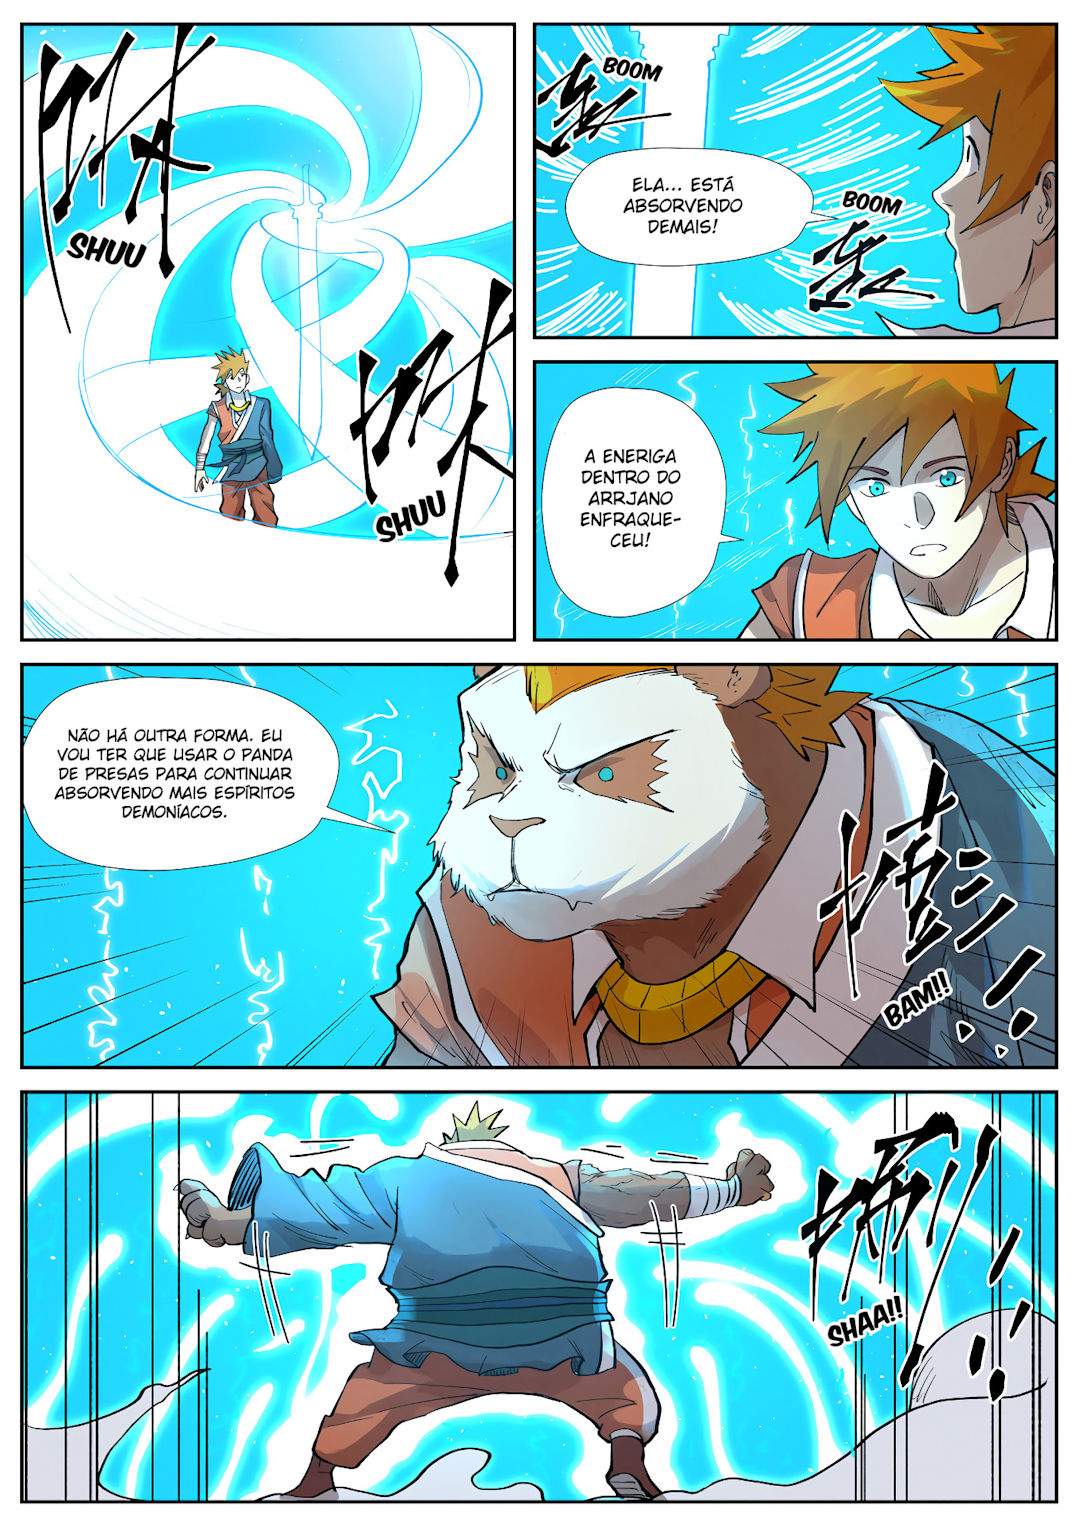 SHUU
SHUU
BOOM
ELA... ESTÁ
ABSORVENDO
DEMAIS!
BOOM
A ENERIGA
DENTRO DO
ARRJANO
ENFRAQUE-
CEU!
NÃO HÁ OUTRA FORMA. EU
VOU TER QUE USAR O PANDA
DE PRESAS PARA CONTINUAR
ABSORVENDO MAIS ESPÍRITOS
DEMONÍACOS.
BAM!!
SHAA!!